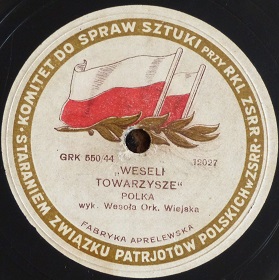 KOMITET DO SPRAW SZTUKI PRZY RKL ZSRR
STARANIEM ZWIĄZKU PATRJOTÓW POLSKICH w ZSRR
GRK 550/44
12027
„WESELI
TOWARZYSZE"
POLKA
wyk. Wesoła Ork. Wiejska
FABRYKA APRELEWSKA